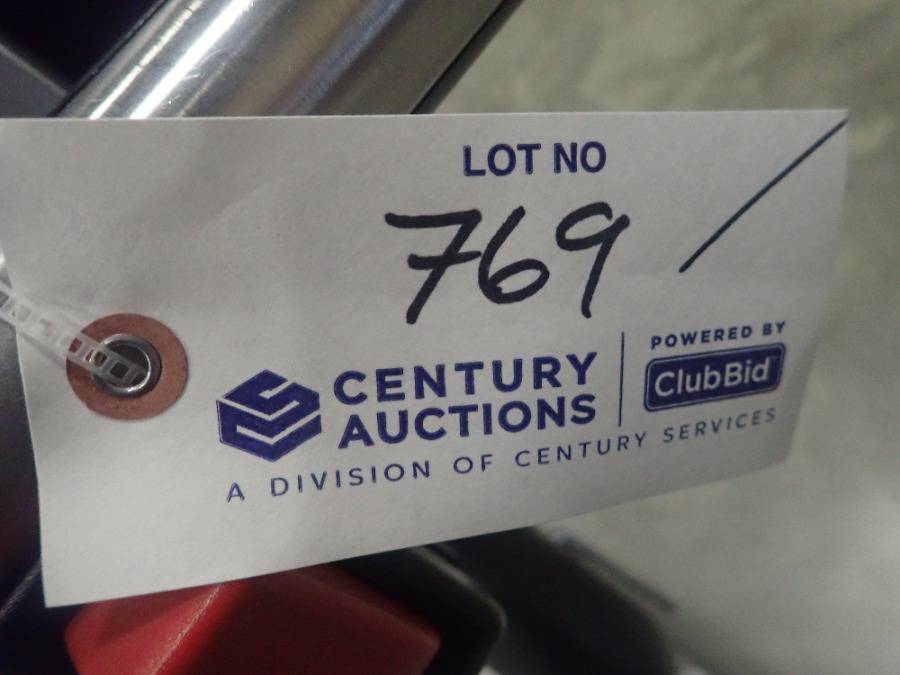 LOT NO
769
CENTURY
AUCTIONS
POWERED BY
ClubBid
A DIVISION OF CENTURY SERVICES